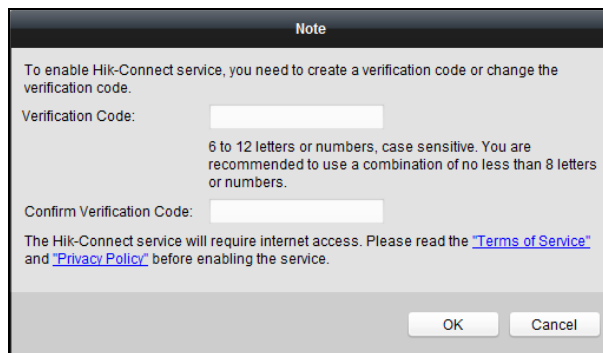 Note
To enable Hik-Connect service, you need to create a verification code or change the
verification code.
Verification Code:
6 to 12 letters or numbers, case sensitive. You are
recommended to use a combination of no less than 8 letters
or numbers.
Confirm Verification Code:
The Hik-Connect service will require internet access. Please read the "Terms of Service"
and "Privacy Policy" before enabling the service.
OK
Cancel